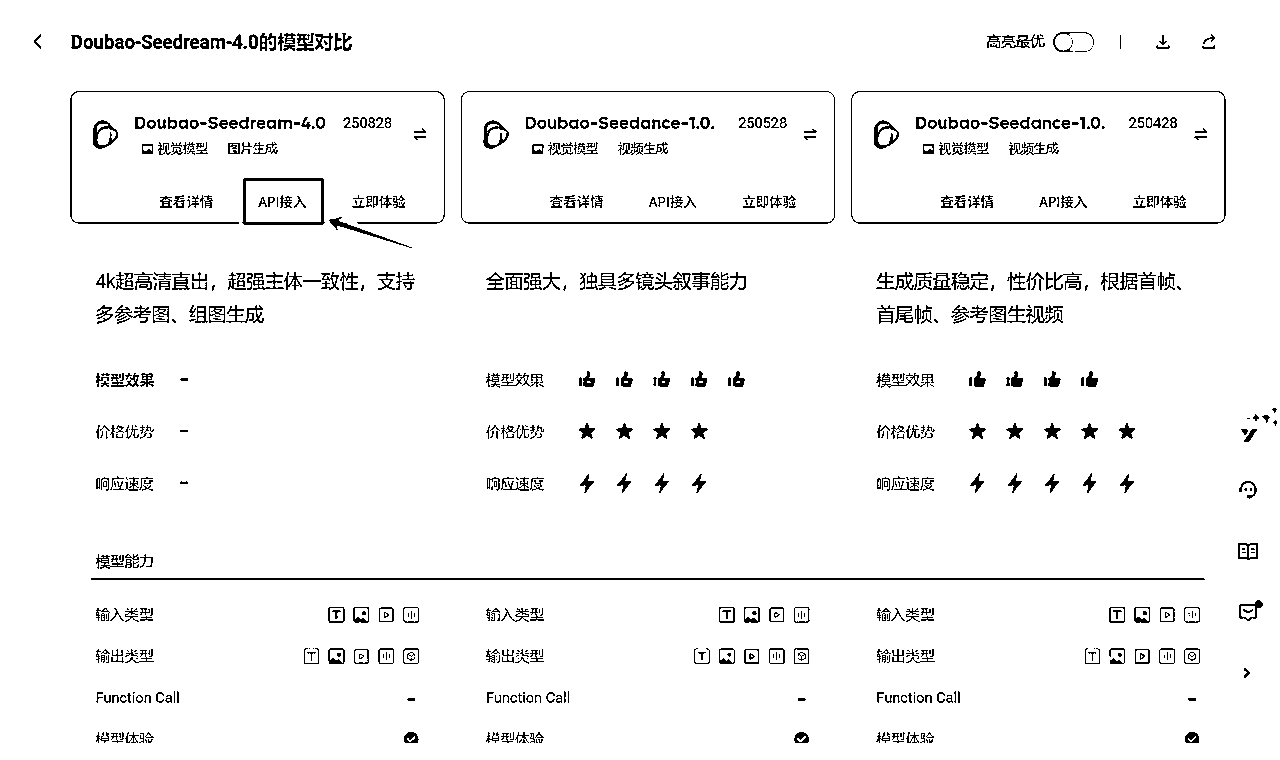 Doubao-Seedream-4.0的模型对比
高亮最优
Doubao-Seedream-4.0 250828
视觉模型 图片生成
查看详情 API接入 立即体验
Doubao-Seedance-1.0. 250528
视觉模型 视频生成
查看详情 API接入 立即体验
Doubao-Seedance-1.0. 250428
视觉模型 视频生成
查看详情 API接入 立即体验
4k超高清直出，超强主体一致性，支持
多参考图、组图生成
全面强大，独具多镜头叙事能力
生成质量稳定，性价比高，根据首帧、
首尾帧、参考图生视频
模型效果 -
价格优势 -
响应速度 -
模型效果
价格优势
响应速度
模型效果
价格优势
响应速度
模型能力
输入类型 输入类型 输入类型
输出类型 输出类型 输出类型
Function Call - Function Call - Function Call -
模型体验 模型体验 模型体验